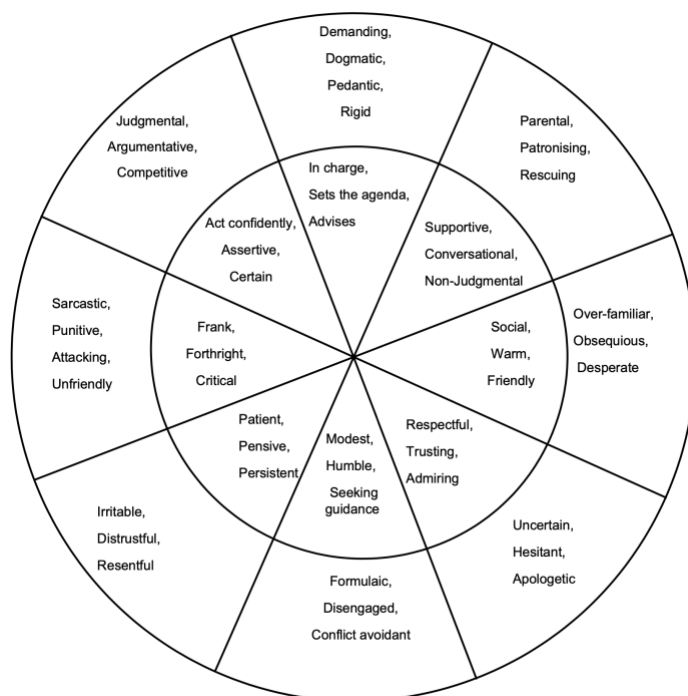 Demanding,
Dogmatic,
Pedantic,
Rigid
Parental,
Patronising,
Rescuing
Over-familiar,
Obsequious,
Desperate
Uncertain,
Hesitant,
Apologetic
Formulaic,
Disengaged,
Conflict avoidant
Irritable,
Distrustful,
Resentful
Sarcastic,
Punitive,
Attacking,
Unfriendly
Judgmental,
Argumentative,
Competitive
In charge,
Sets the agenda,
Advises
Supportive,
Conversational,
Non-Judgmental
Social,
Warm,
Friendly
Respectful,
Trusting,
Admiring
Modest,
Humble,
Seeking
guidance
Patient,
Pensive,
Persistent
Frank,
Forthright,
Critical
Act confidently,
Assertive,
Certain